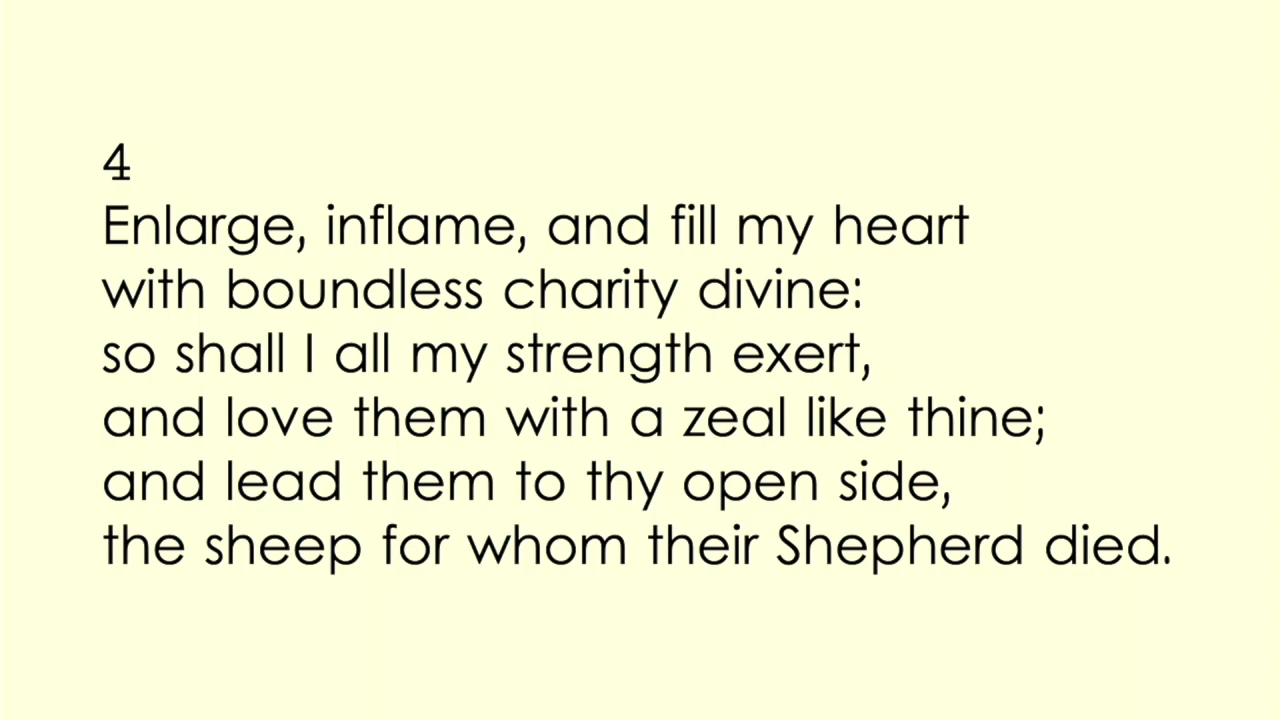 4
Enlarge, inflame, and fill my heart
with boundless charity divine:
so shall I all my strength exert,
and love them with a zeal like thine;
and lead them to thy open side,
the sheep for whom their Shepherd died.